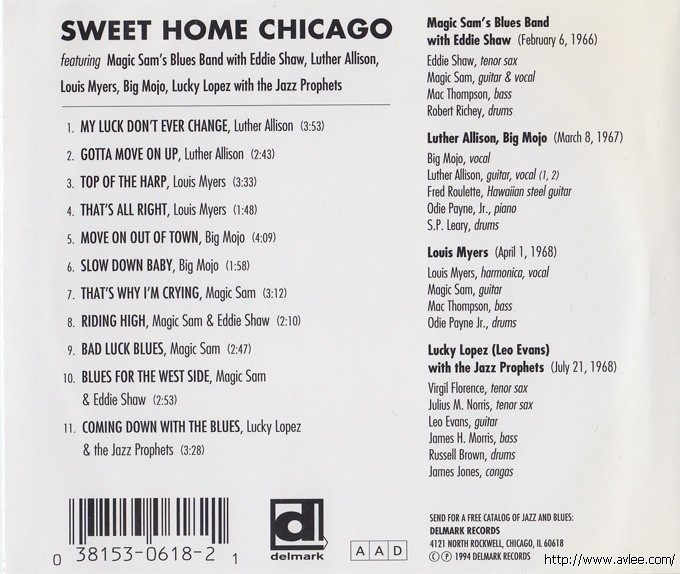 SWEET HOME CHICAGO
featuring Magic Sam's Blues Band with Eddie Shaw, Luther Allison,
Louis Myers, Big Mojo, Lucky Lopez with the Jazz Prophets
1. MY LUCK DON'T EVER CHANGE, Luther Allison (3:53)
2. GOTTA MOVE ON UP, Luther Allison (2:43)
3. TOP OF THE HARP, Louis Myers (3:33)
4. THAT'S ALL RIGHT, Louis Myers (1:48)
5. MOVE ON OUT OF TOWN, Big Mojo (4:09)
6. SLOW DOWN BABY, Big Mojo (1:58)
7. THAT'S WHY I'M CRYING, Magic Sam (3:12)
8. RIDING HIGH, Magic Sam & Eddie Shaw (2:10)
9. BAD LUCK BLUES, Magic Sam (2:47)
10. BLUES FOR THE WEST SIDE, Magic Sam
& Eddie Shaw (2:53)
11. COMING DOWN WITH THE BLUES, Lucky Lopez
& the Jazz Prophets (3:28)
Magic Sam's Blues Band
with Eddie Shaw (February 6, 1966)
Eddie Shaw, tenor sax
Magic Sam, guitar & vocal
Mac Thompson, bass
Robert Richey, drums
Luther Allison, Big Mojo (March 8, 1967)
Big Mojo, vocal
Luther Allison, guitar, vocal (1, 2)
Fred Roulette, Hawaiian steel guitar
Odie Payne, Jr., piano
S.P. Leary, drums
Louis Myers (April 1, 1968)
Louis Myers, harmonica, vocal
Magic Sam, guitar
Mac Thompson, bass
Odie Payne Jr., drums
Lucky Lopez (Leo Evans)
with the Jazz Prophets (July 21, 1968)
Virgil Florence, tenor sax
Julius M. Norris, tenor sax
Leo Evans, guitar
James H. Morris, bass
Russell Brown, drums
James Jones, congas
0 38153-0618-2 1
d
delmark
A A D
SEND FOR A FREE CATALOG OF JAZZ AND BLUES:
DELMARK RECORDS
4121 NORTH ROCKWELL, CHICAGO, IL 60618
© ℗ 1994 DELMARK RECORDS
http://www.avlee.com/